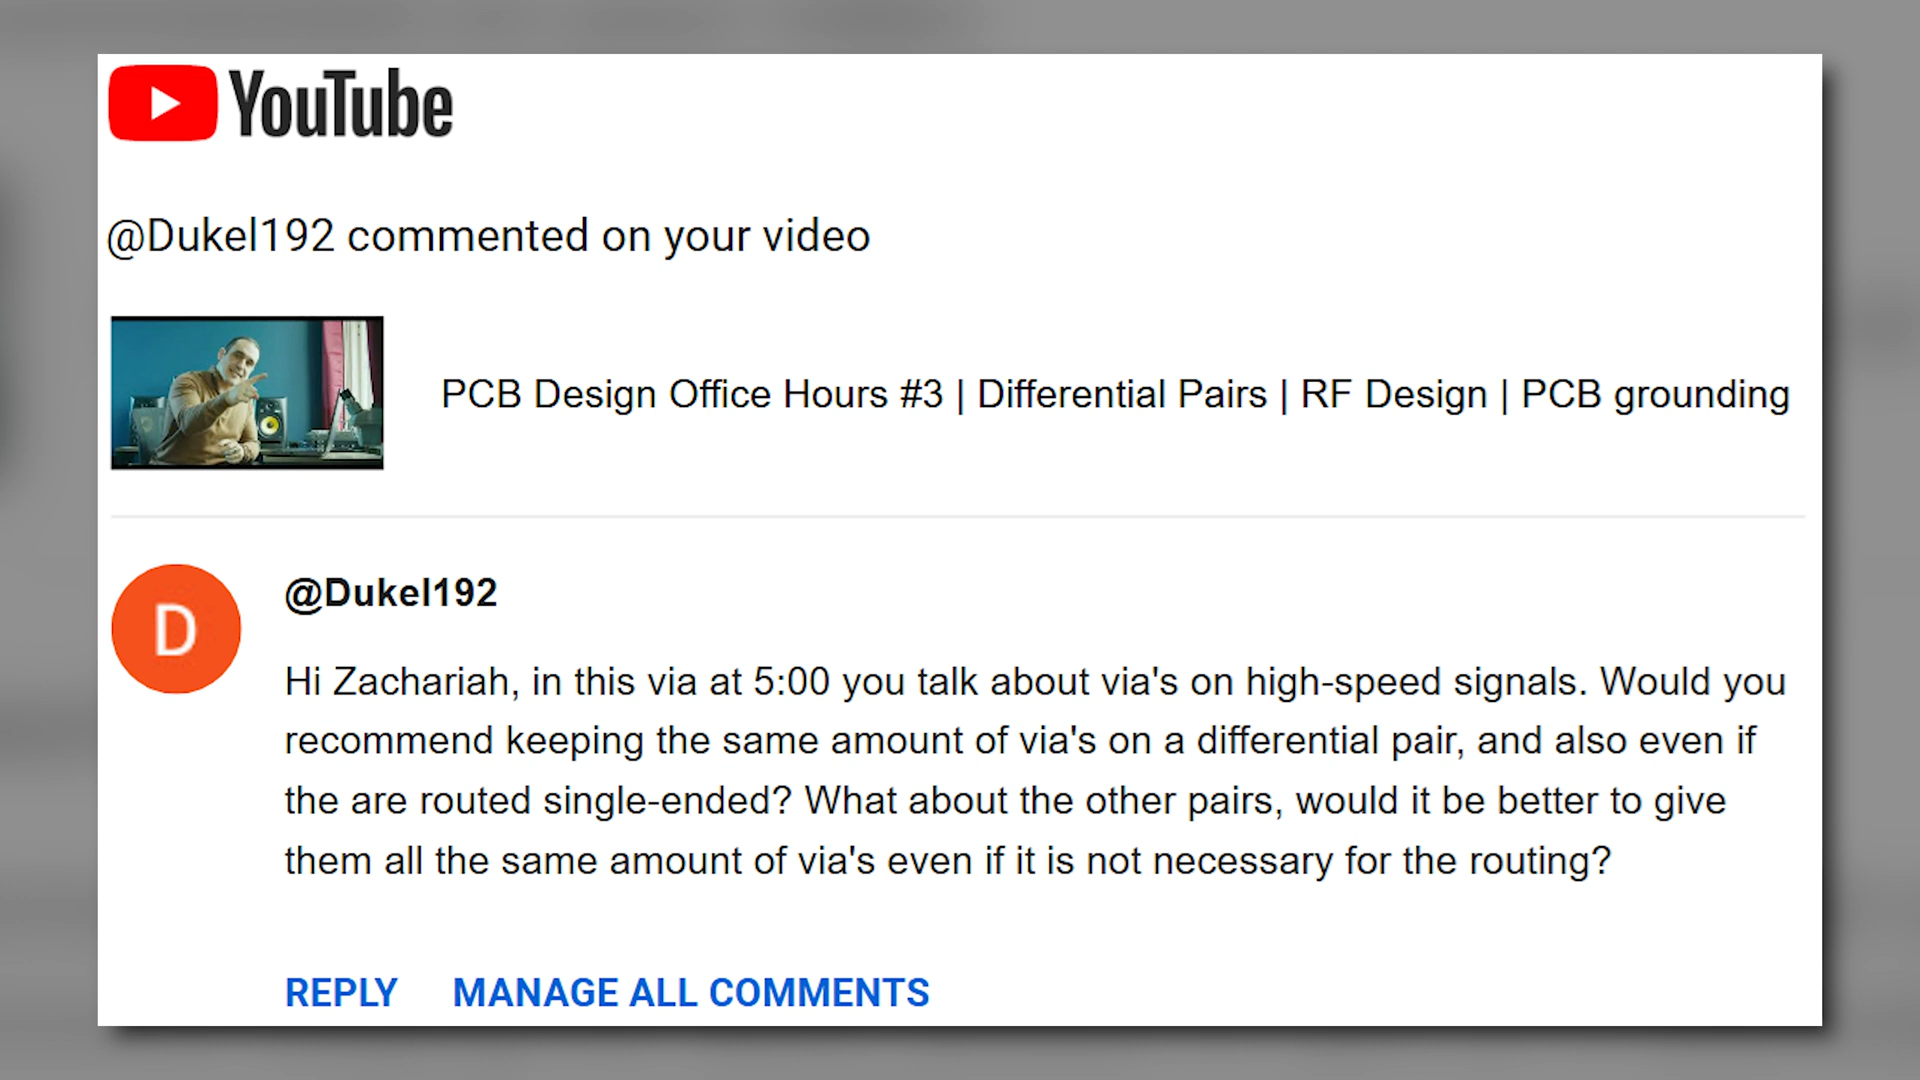 YouTube
@Dukel192 commented on your video
PCB Design Office Hours #3 | Differential Pairs | RF Design | PCB grounding
D
@Dukel192
Hi Zachariah, in this via at 5:00 you talk about via's on high-speed signals. Would you
recommend keeping the same amount of via's on a differential pair, and also even if
the are routed single-ended? What about the other pairs, would it be better to give
them all the same amount of via's even if it is not necessary for the routing?
REPLY MANAGE ALL COMMENTS